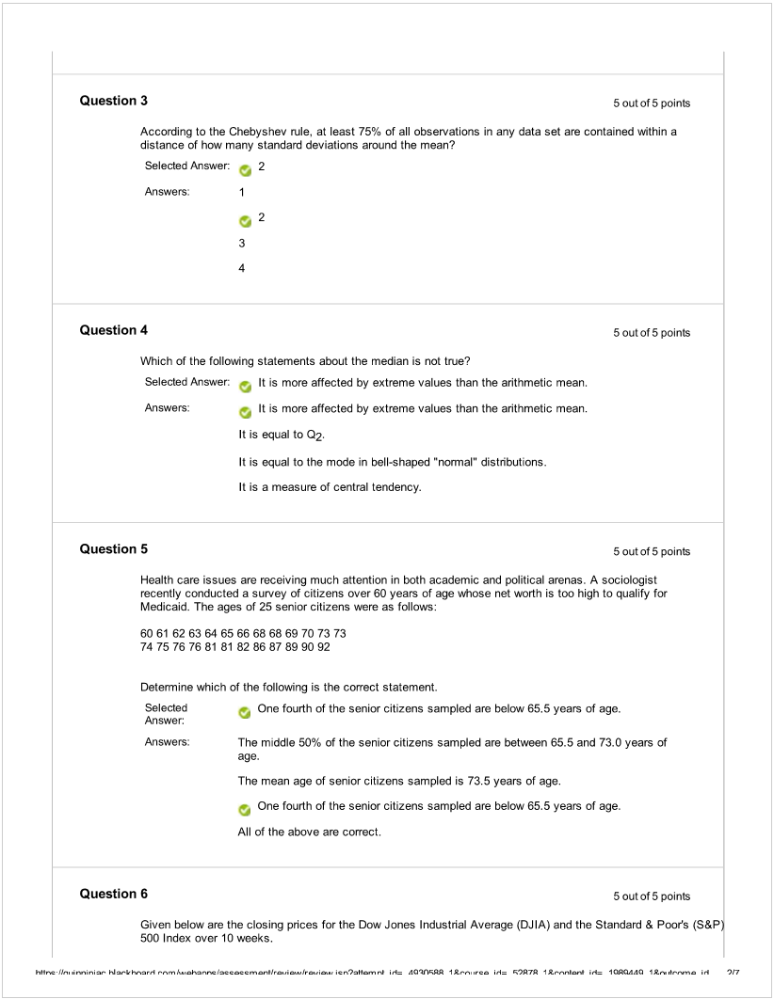 Question 3
5 out of 5 points
According to the Chebyshev rule, at least 75% of all observations in any data set are contained within a
distance of how many standard deviations around the mean?
Selected Answer: 2
Answers: 1
2
3
4
Question 4
5 out of 5 points
Which of the following statements about the median is not true?
Selected Answer: It is more affected by extreme values than the arithmetic mean.
Answers: It is more affected by extreme values than the arithmetic mean.
It is equal to Q2.
It is equal to the mode in bell-shaped "normal" distributions.
It is a measure of central tendency.
Question 5
5 out of 5 points
Health care issues are receiving much attention in both academic and political arenas. A sociologist
recently conducted a survey of citizens over 60 years of age whose net worth is too high to qualify for
Medicaid. The ages of 25 senior citizens were as follows:
60 61 62 63 64 65 66 68 68 69 70 73 73
74 75 76 76 81 81 82 86 87 89 90 92
Determine which of the following is the correct statement.
Selected
Answer:
One fourth of the senior citizens sampled are below 65.5 years of age.
Answers: The middle 50% of the senior citizens sampled are between 65.5 and 73.0 years of
age.
The mean age of senior citizens sampled is 73.5 years of age.
One fourth of the senior citizens sampled are below 65.5 years of age.
All of the above are correct.
Question 6
5 out of 5 points
Given below are the closing prices for the Dow Jones Industrial Average (DJIA) and the Standard & Poor's (S&P)
500 Index over 10 weeks.
https://quinnipiac.blackboard.com/webapps/assessment/review/review.jsp?attempt_id=_4930588_1&course_id=_52878_1&content_id=_1989449_1&outcome_id... 2/7